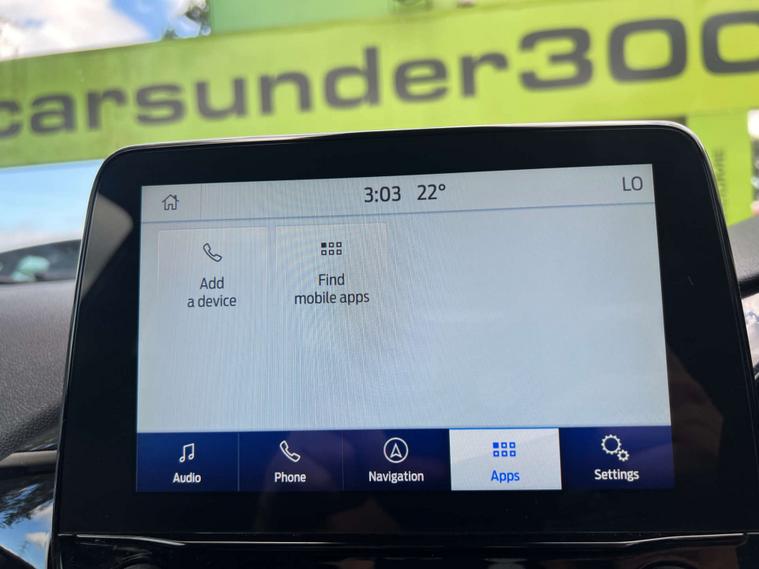 carsunder300
3:03 22° LO
Add
a device
Find
mobile apps
Audio
Phone
Navigation
Apps
Settings